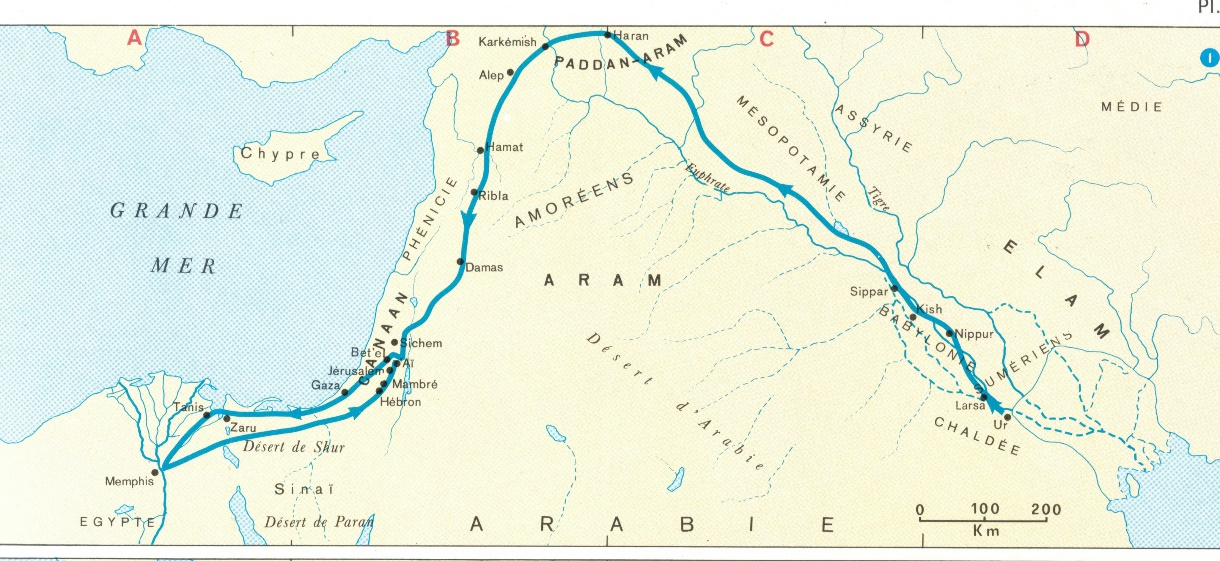 Pl.
A
B
C
D
1
Karkémish
Haran
PADDAN-ARAM
Alep
MÉDIE
MÉSOPOTAMIE
ASSYRIE
Chypre
Hamat
Euphrate
Tigre
Ribla
AMORÉENS
PHÉNICIE
GRANDE
MER
Damas
ARAM
ELAM
Sippar
Kish
BABYLONIE
Nippur
SUMÉRIENS
CANAAN
Sichem
Bet'el
Aï
Jérusalem
Gaza
Mambré
Hébron
Désert
d'Arabie
Larsa
Ur
CHALDÉE
Tanis
Zaru
Désert de Shur
Memphis
Sinaï
EGYPTE
Désert de Paran
ARABIE
0 100 200
Km